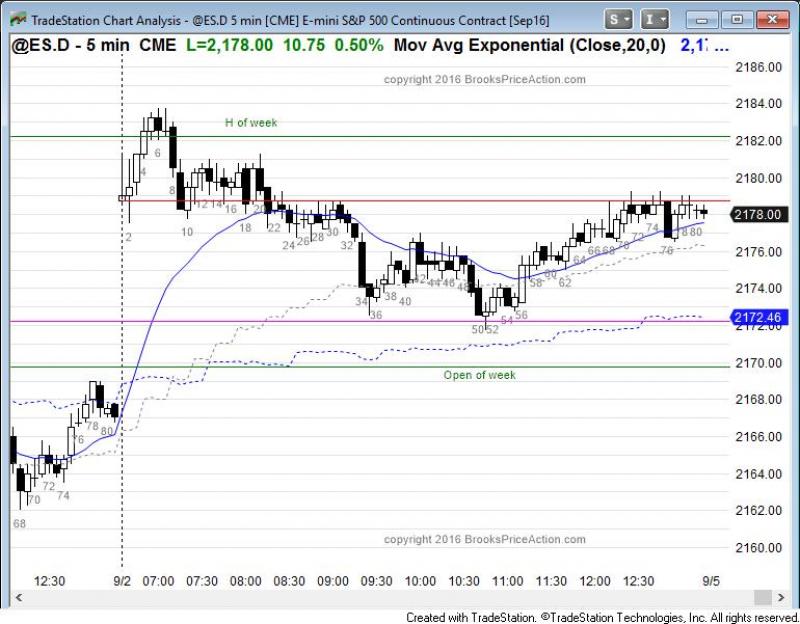 TradeStation Chart Analysis - @ES.D 5 min [CME] E-mini S&P 500 Continuous Contract [Sep16]
S I
@ES.D - 5 min CME L=2,178.00 10.75 0.50% Mov Avg Exponential (Close,20,0) 2,17 ...
copyright 2016 BrooksPriceAction.com
2186.00
2184.00
H of week
2182.00
2180.00
2178.00
2176.00
2174.00
2172.46
2172.00
2170.00
Open of week
2168.00
2166.00
2164.00
2162.00
2160.00
2 4 6 8 10 12 14 16 18 20 22 24 26 28 30 32 34 36 38 40 42 44 46 48 50 52 54 56 58 60 62 64 66 68 70 72 74 76 78 80
68 70 72 74 76 78 80
copyright 2016 BrooksPriceAction.com
12:30 9/2 07:00 07:30 08:00 08:30 09:00 09:30 10:00 10:30 11:00 11:30 12:00 12:30 9/5
Created with TradeStation. ©TradeStation Technologies, Inc. All rights reserved.